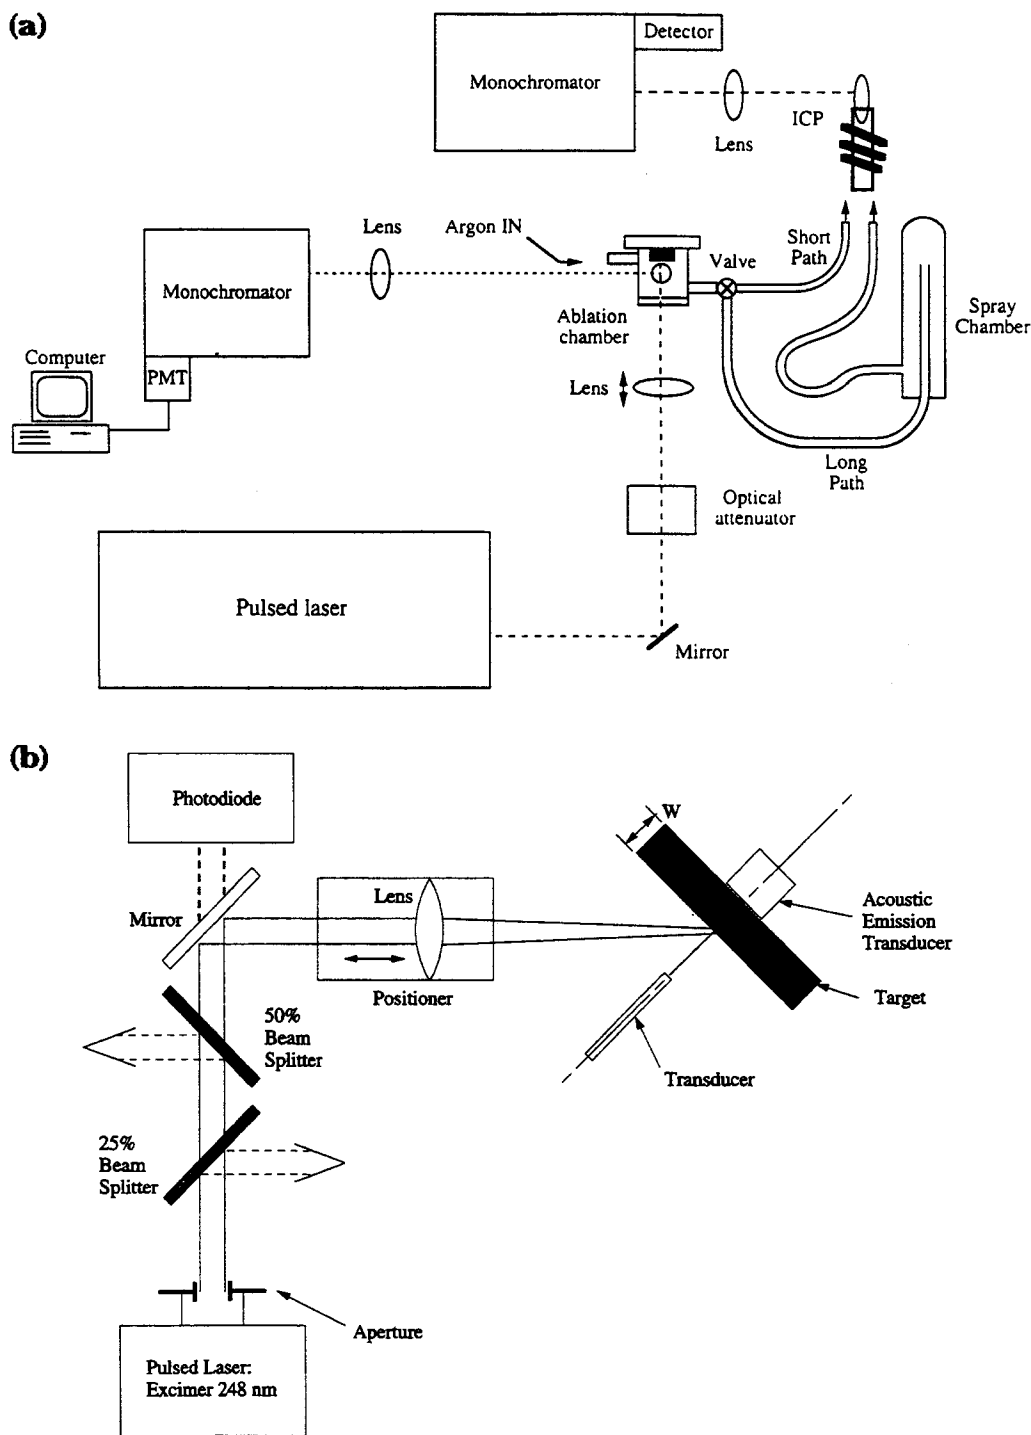 (a)
Detector
Monochromator
ICP
Lens
Lens
Argon IN
Short
Path
Valve
Monochromator
Spray
Chamber
Ablation
chamber
Computer
PMT
Lens
Long
Path
Optical
attenuator
Pulsed laser
Mirror
(b)
Photodiode
W
Lens
Mirror
Acoustic
Emission
Transducer
Positioner
Target
50%
Beam
Splitter
Transducer
25%
Beam
Splitter
Aperture
Pulsed Laser:
Excimer 248 nm